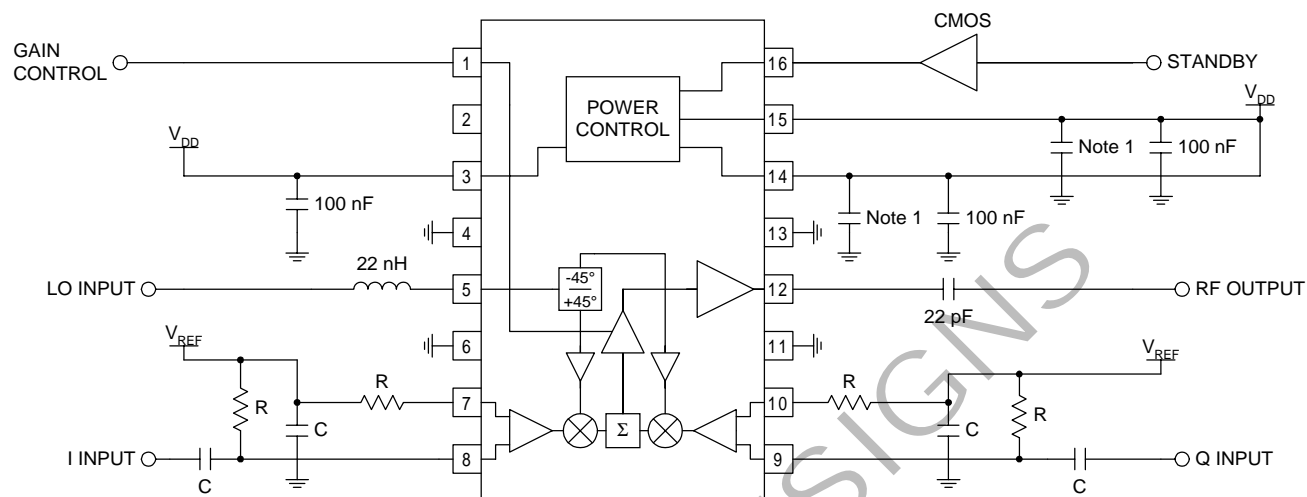 GAIN
CONTROL
1
2
V_DD
3
100 nF
4
22 nH
LO INPUT
5
6
V_REF
R
R
7
C
I INPUT
8
C
POWER
CONTROL
-45°
+45°
Σ
CMOS
16
STANDBY
V_DD
15
Note 1
100 nF
14
Note 1
100 nF
13
12
RF OUTPUT
22 pF
11
V_REF
R
10
R
C
9
Q INPUT
C
SIGNS